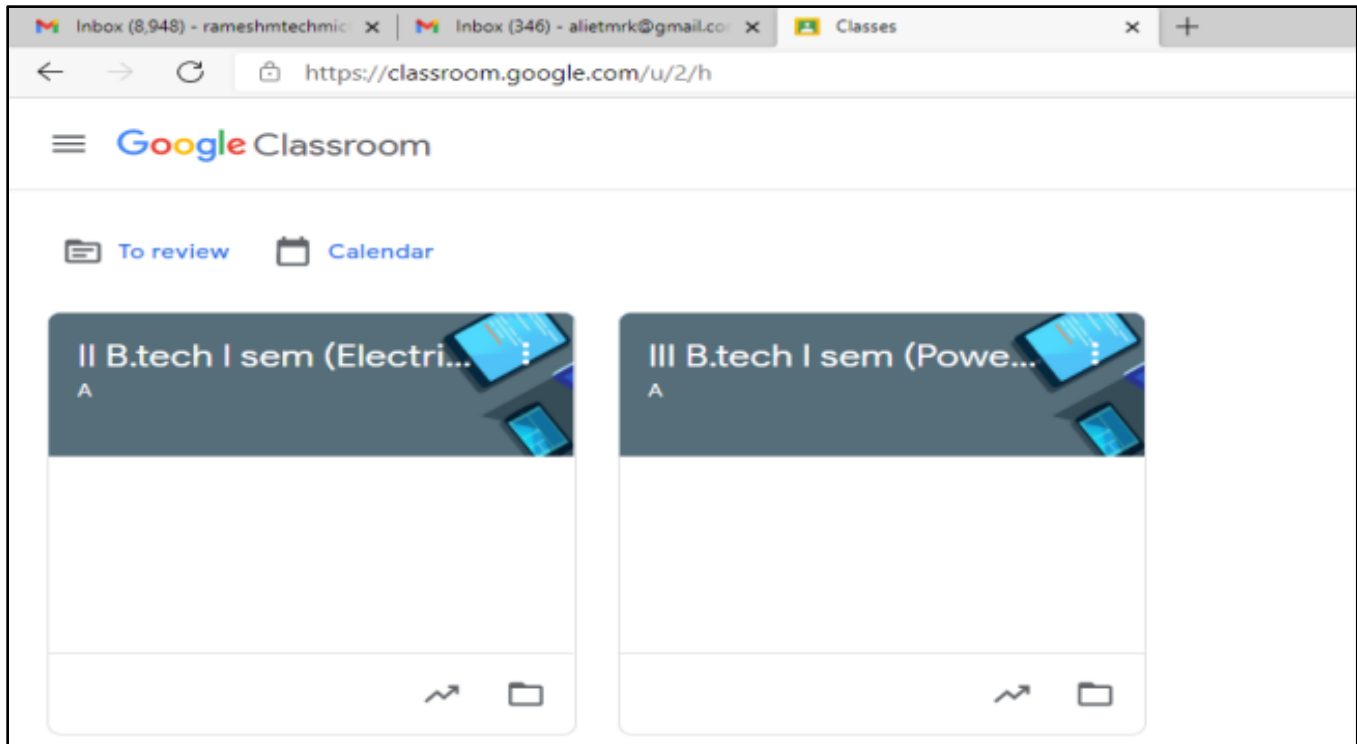 Inbox (8,948) - rameshmtechmic
Inbox (346) - alietmrk@gmail.co
Classes
https://classroom.google.com/u/2/h
Google Classroom
To review
Calendar
II B.tech I sem (Electri...
A
III B.tech I sem (Powe...
A